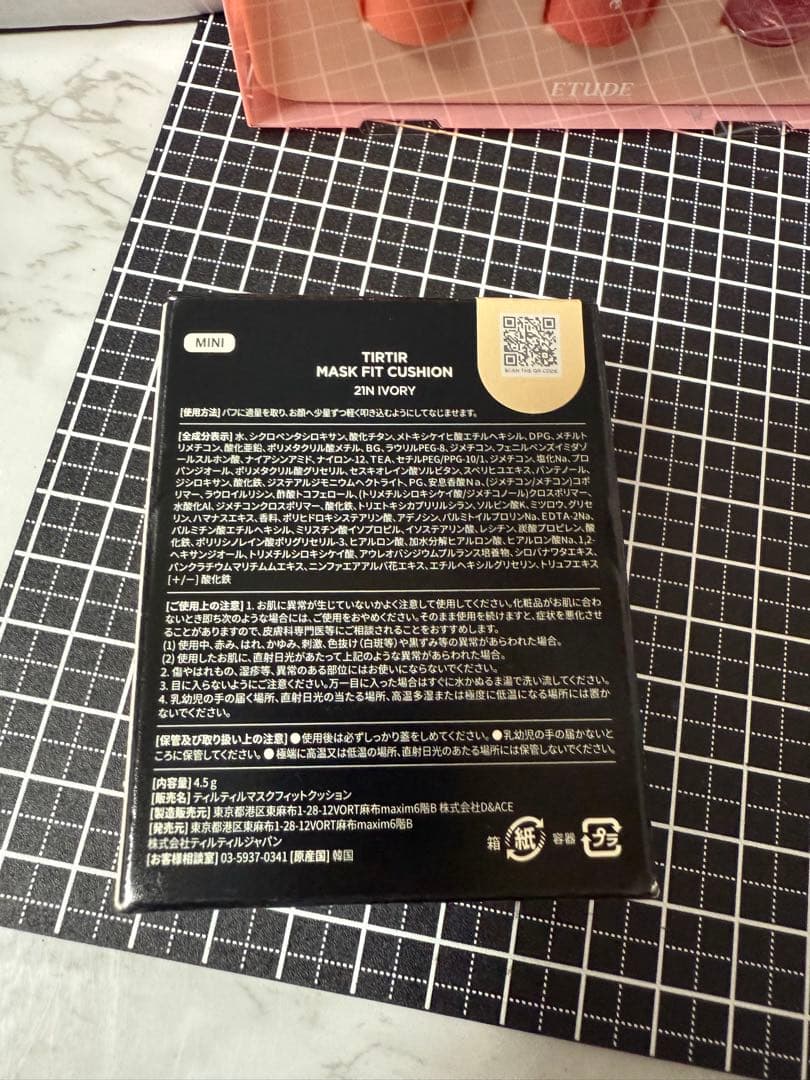 ETUDE
MINI
TIRTIR
MASK FIT CUSHION
21N IVORY
SCAN THE QR CODE
[使用方法] パフに適量を取り、お顔へ少量ずつ軽く叩き込むようにしてなじませます。
[全成分表示] 水、シクロペンタシロキサン、酸化チタン、メトキシケイヒ酸エチルヘキシル、DPG、メチルト
リメチコン、酸化亜鉛、ポリメタクリル酸メチル、BG、ラウリルPEG-8、ジメチコン、フェニルベンズイミダゾ
ールスルホン酸、ナイアシンアミド、ナイロン-12、TEA、セチルPEG/PPG-10/1、ジメチコン、塩化Na、プロ
パンジオール、ポリメタクリル酸グリセリル、セスキオレイン酸ソルビタン、スベリヒユエキス、パンテノール、
ジシロキサン、酸化鉄、ジステアルジモニウムヘクトライト、PG、安息香酸Na、(ジメチコン/メチコン)コポ
リマー、ラウロイルリシン、酢酸トコフェロール、(トリメチルシロキシケイ酸/ジメチコノール)クロスポリマー、
水酸化Al、ジメチコンクロスポリマー、酸化鉄、トリエトキシカプリリルシラン、ソルビン酸K、ミツロウ、グリセ
リン、ハマナスエキス、香料、ポリヒドロキシステアリン酸、アデノシン、パルミトイルプロリンNa、EDTA-2Na、
パルミチン酸エチルヘキシル、ミリスチン酸イソプロピル、イソステアリン酸、レシチン、炭酸プロピレン、酸
化鉄、ポリリシノレイン酸ポリグリセリル-3、ヒアルロン酸、加水分解ヒアルロン酸、ヒアルロン酸Na、1,2-
ヘキサンジオール、トリメチルシロキシケイ酸、アウレオバシジウムプルランス培養物、シロバナワタエキス、
パンクラチウムマリチムムエキス、ニンファエアアルバ花エキス、エチルヘキシルグリセリン、トリュフエキス
[+/−] 酸化鉄
[ご使用上の注意] 1. お肌に異常が生じていないかよく注意して使用してください。化粧品がお肌に合わ
ないとき即ち次のような場合には、ご使用をおやめください。そのまま使用を続けますと、症状を悪化させ
ることがありますので、皮膚科専門医等にご相談されることをおすすめします。
(1) 使用中、赤み、はれ、かゆみ、刺激、色抜け(白斑等)や黒ずみ等の異常があらわれた場合。
(2) 使用したお肌に、直射日光があたって上記のような異常があらわれた場合。
2. 傷やはれもの、湿疹等、異常のある部位にはお使いにならないでください。
3. 目に入らないようにご注意ください。万一目に入った場合はすぐに水かぬるま湯で洗い流してください。
4. 乳幼児の手の届く場所、直射日光の当たる場所、高温多湿または極度に低温になる場所には置か
ないでください。
[保管及び取り扱い上の注意] ●使用後は必ずしっかり蓋をしめてください。 ●乳幼児の手の届かないと
ころに保管してください。 ●極端に高温又は低温の場所、直射日光のあたる場所には保管しないでください。
[内容量] 4.5 g
[販売名] ティルティルマスクフィットクッション
[製造販売元] 東京都港区東麻布1-28-12VORT麻布maxim6階B 株式会社D&ACE
[発売元] 東京都港区東麻布1-28-12VORT麻布maxim6階B
株式会社ティルティルジャパン
[お客様相談室] 03-5937-0341 [原産国] 韓国
箱 紙 容器 プラ